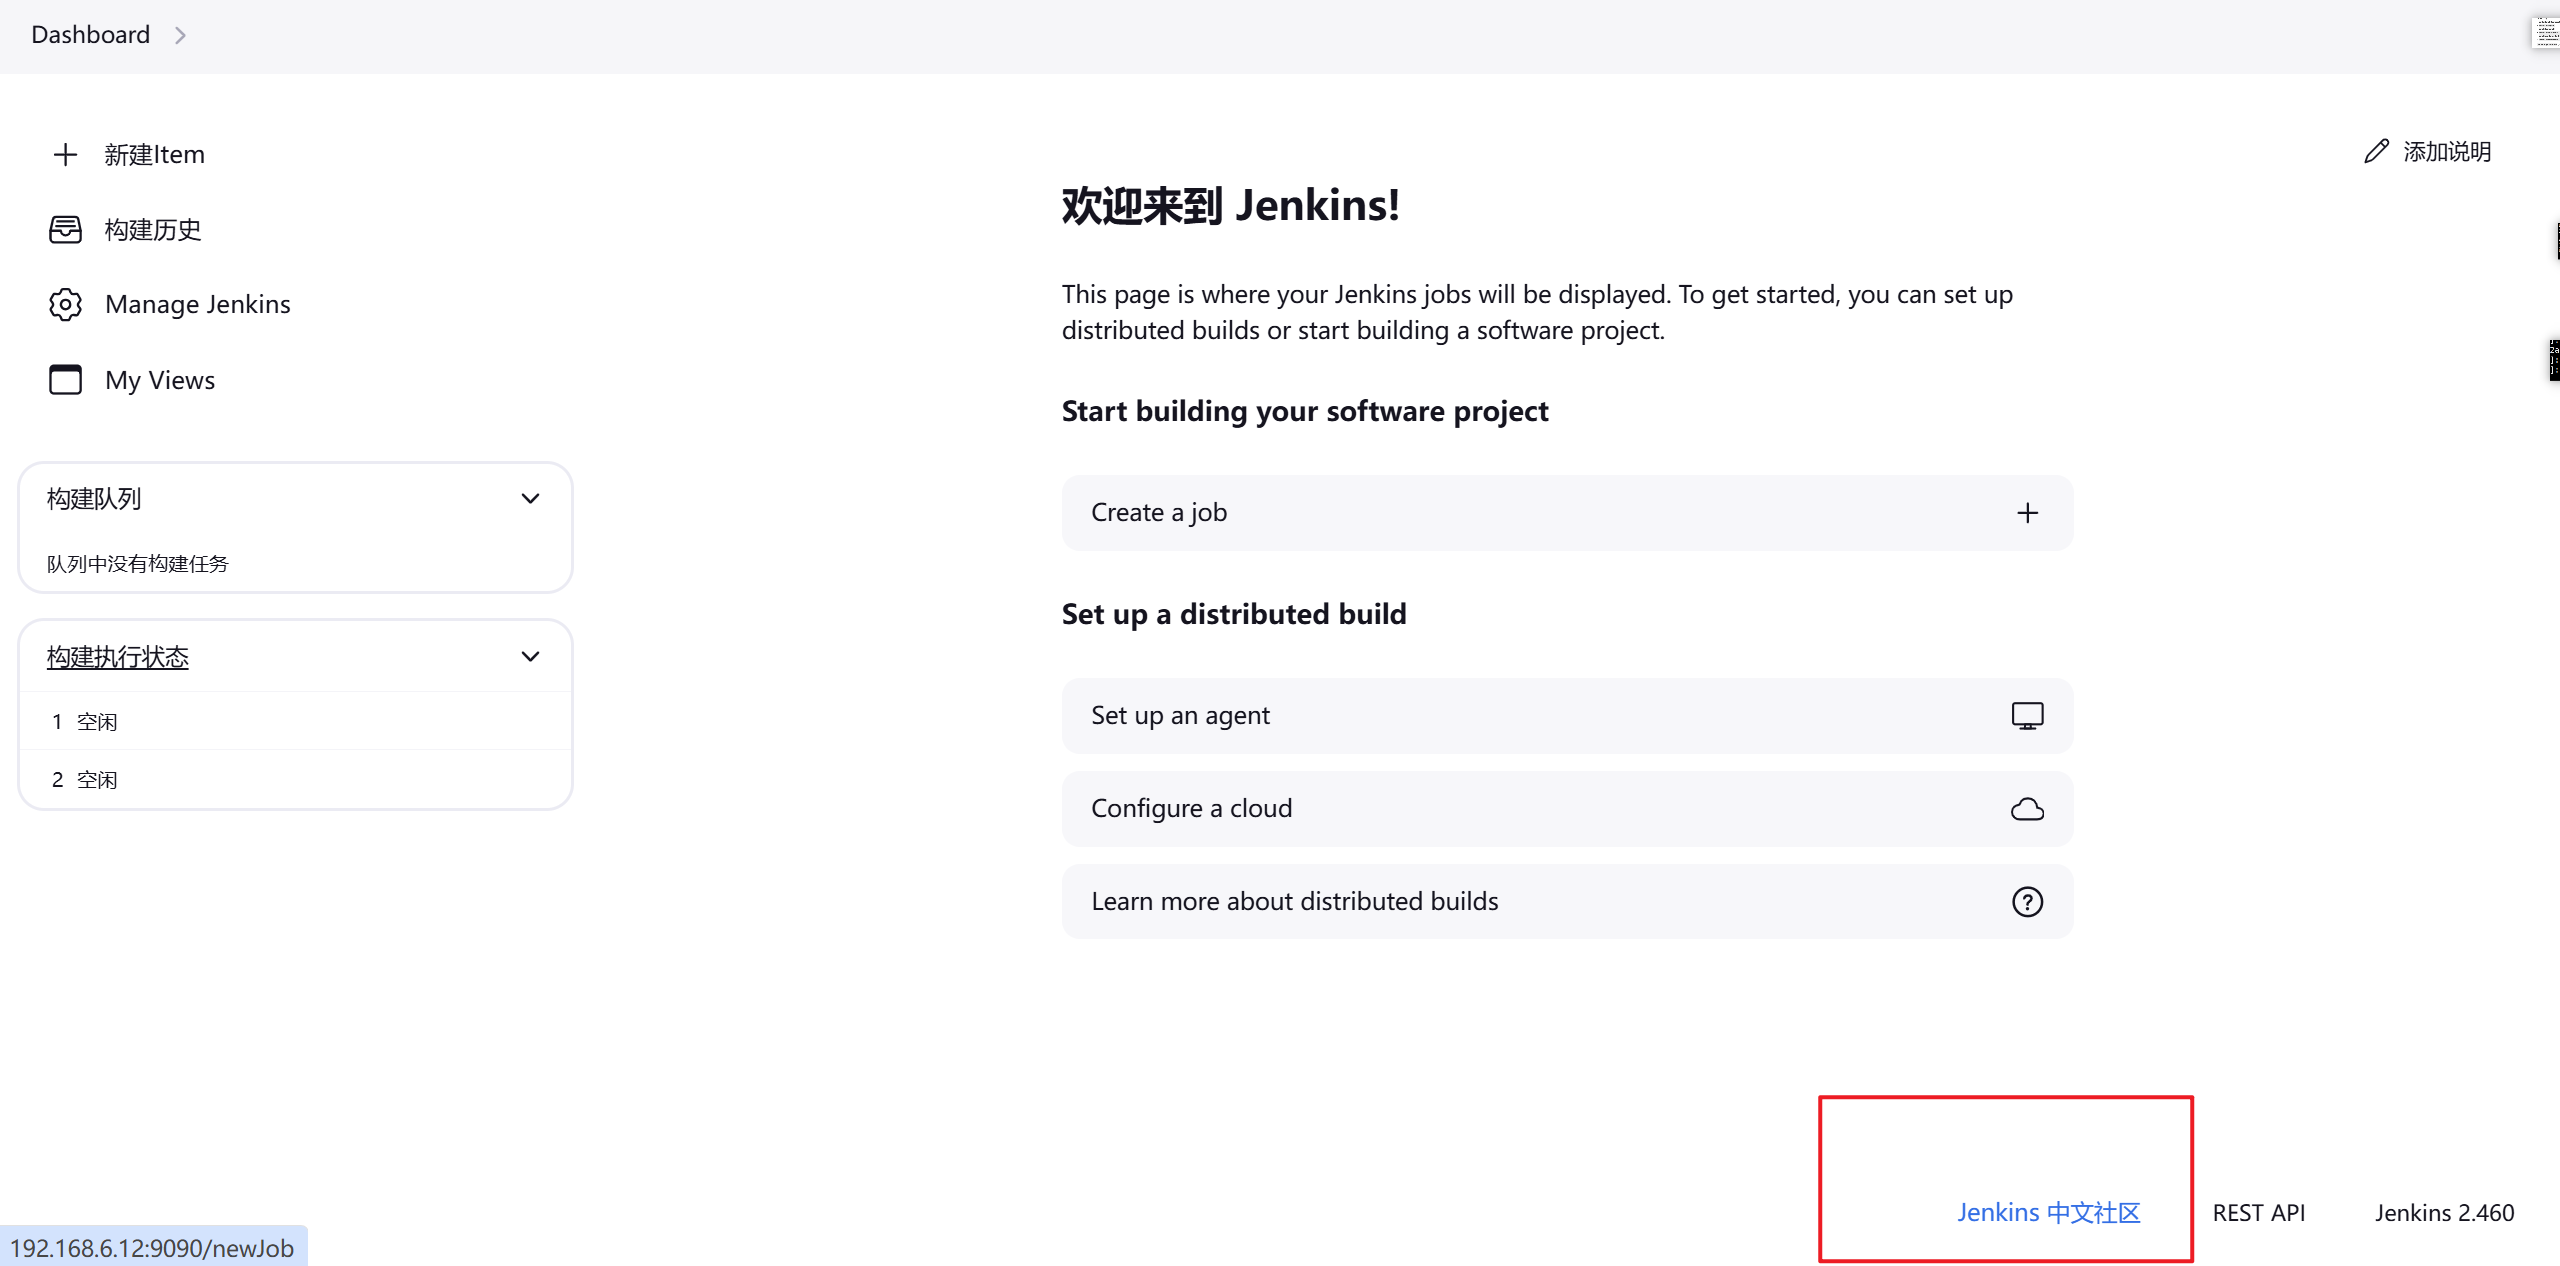 Dashboard
新建Item
构建历史
Manage Jenkins
My Views
构建队列
队列中没有构建任务
构建执行状态
1 空闲
2 空闲
添加说明
欢迎来到 Jenkins!
This page is where your Jenkins jobs will be displayed. To get started, you can set up
distributed builds or start building a software project.
Start building your software project
Create a job
Set up a distributed build
Set up an agent
Configure a cloud
Learn more about distributed builds
Jenkins 中文社区
REST API
Jenkins 2.460
192.168.6.12:9090/newJob